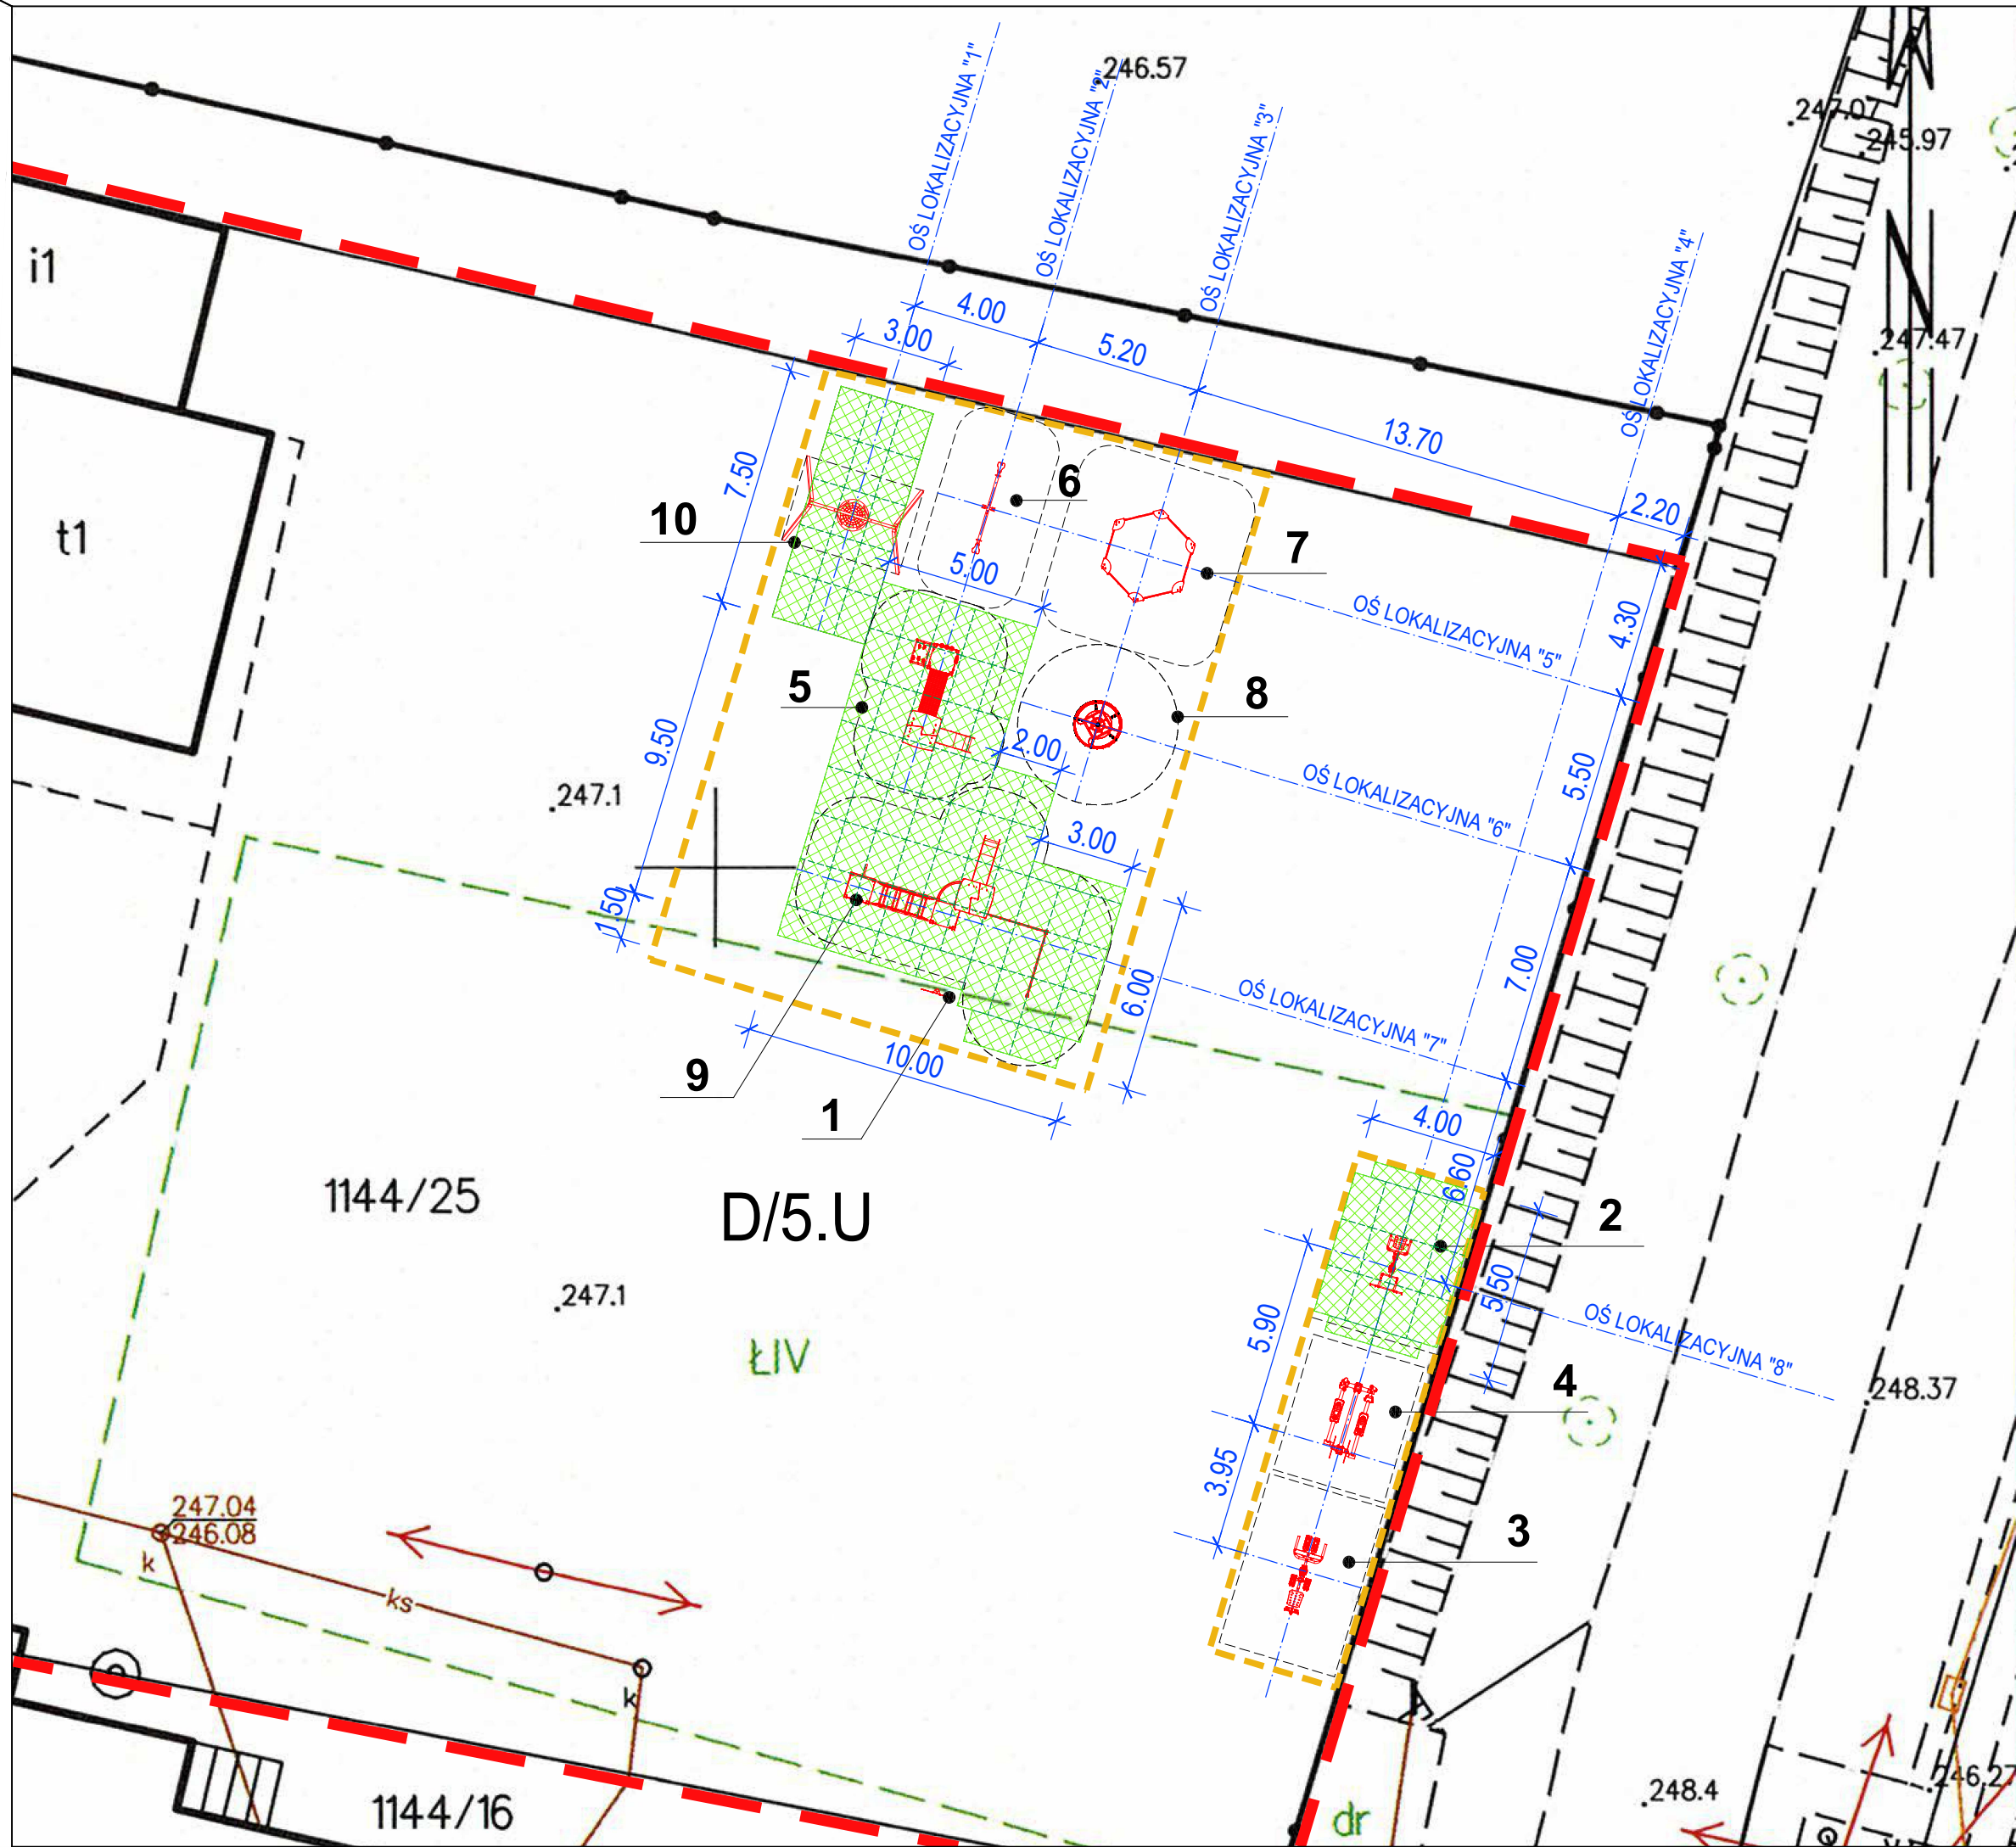 OŚ LOKALIZACYJNA "1"
OŚ LOKALIZACYJNA "2"
OŚ LOKALIZACYJNA "3"
OŚ LOKALIZACYJNA "4"
246.57
247.07
245.97
247.47
i1
t1
4.00
3.00
5.20
13.70
2.20
7.50
6
10
7
5.00
OŚ LOKALIZACYJNA "5"
4.30
5
8
9.50
2.00
OŚ LOKALIZACYJNA "6"
5.50
247.1
3.00
1.50
6.00
OŚ LOKALIZACYJNA "7"
7.00
10.00
9
1
4.00
6.60
1144/25
D/5.U
2
5.50
5.90
OŚ LOKALIZACYJNA "8"
247.1
ŁIV
4
248.37
3.95
3
247.04
246.08
k
ks
k
1144/16
dr
248.4
246.27